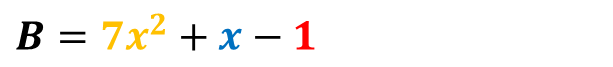 B = 7x² + x − 1